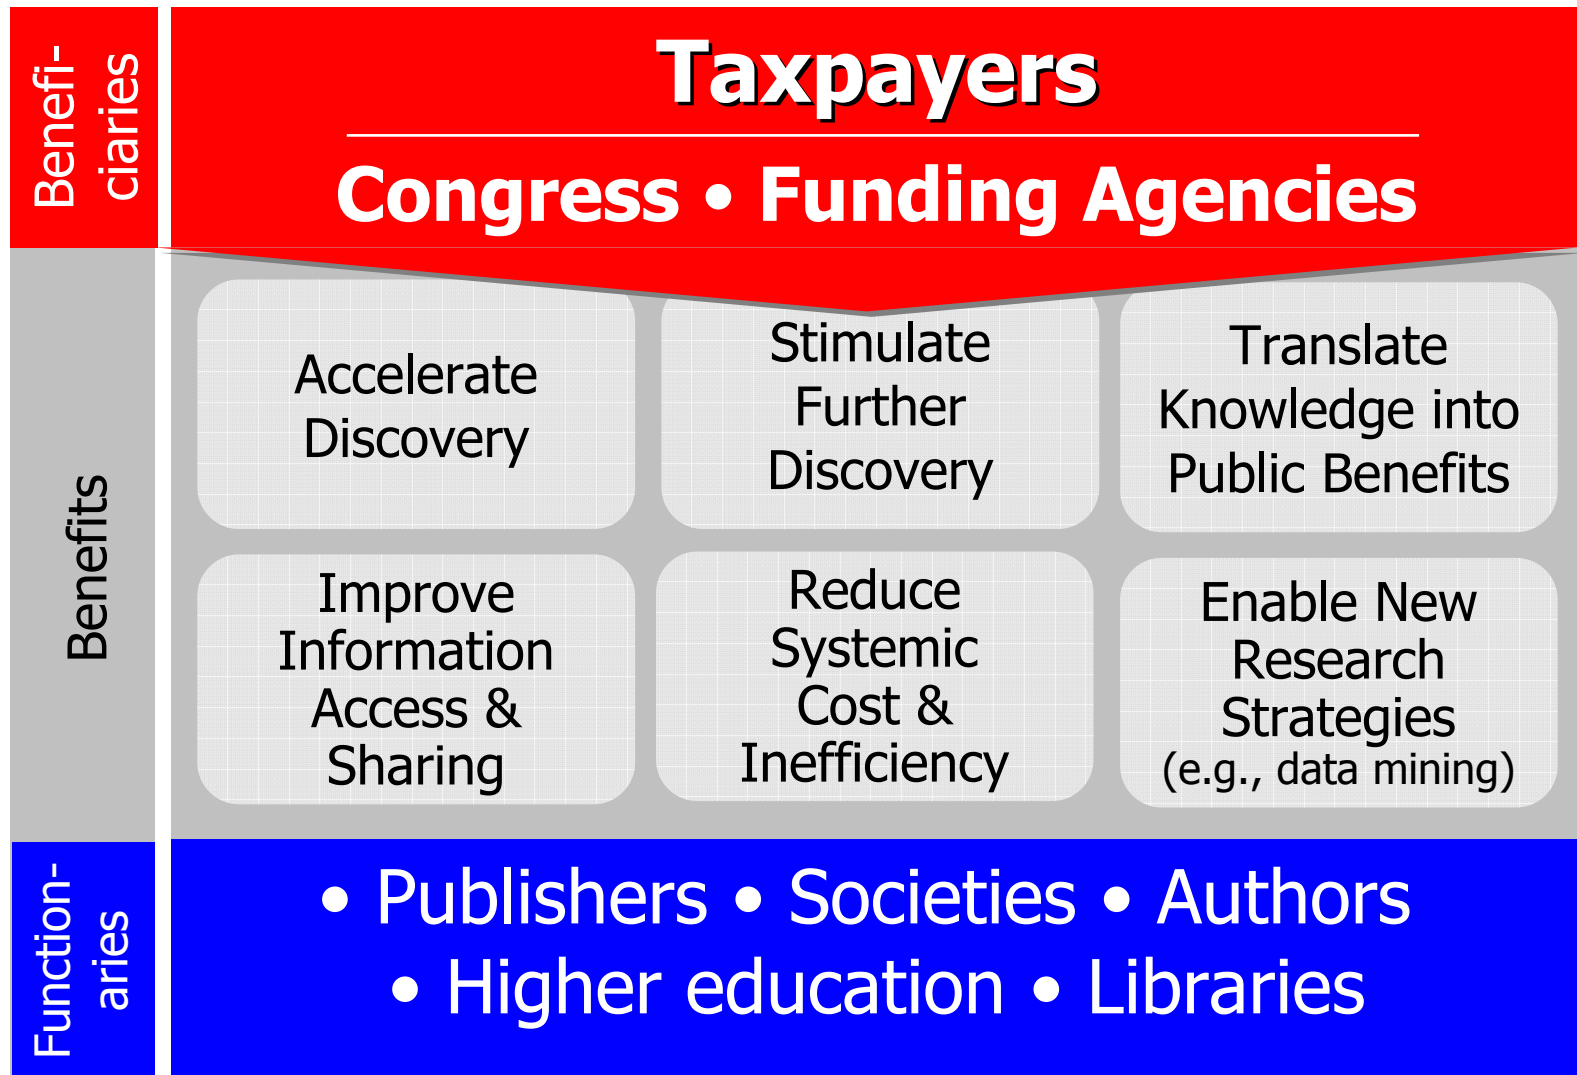 Benefi-
ciaries
Taxpayers
Congress • Funding Agencies
Benefits
Accelerate
Discovery
Stimulate
Further
Discovery
Translate
Knowledge into
Public Benefits
Improve
Information
Access &
Sharing
Reduce
Systemic
Cost &
Inefficiency
Enable New
Research
Strategies
(e.g., data mining)
Function-
aries
• Publishers • Societies • Authors
• Higher education • Libraries